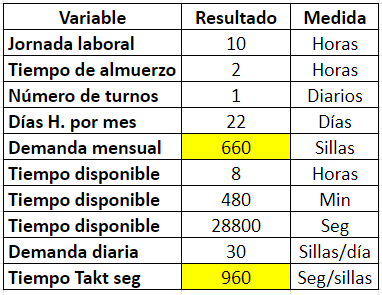 Variable Resultado Medida
Jornada laboral 10 Horas
Tiempo de almuerzo 2 Horas
Número de turnos 1 Diarios
Días H. por mes 22 Días
Demanda mensual 660 Sillas
Tiempo disponible 8 Horas
Tiempo disponible 480 Min
Tiempo disponible 28800 Seg
Demanda diaria 30 Sillas/día
Tiempo Takt seg 960 Seg/sillas